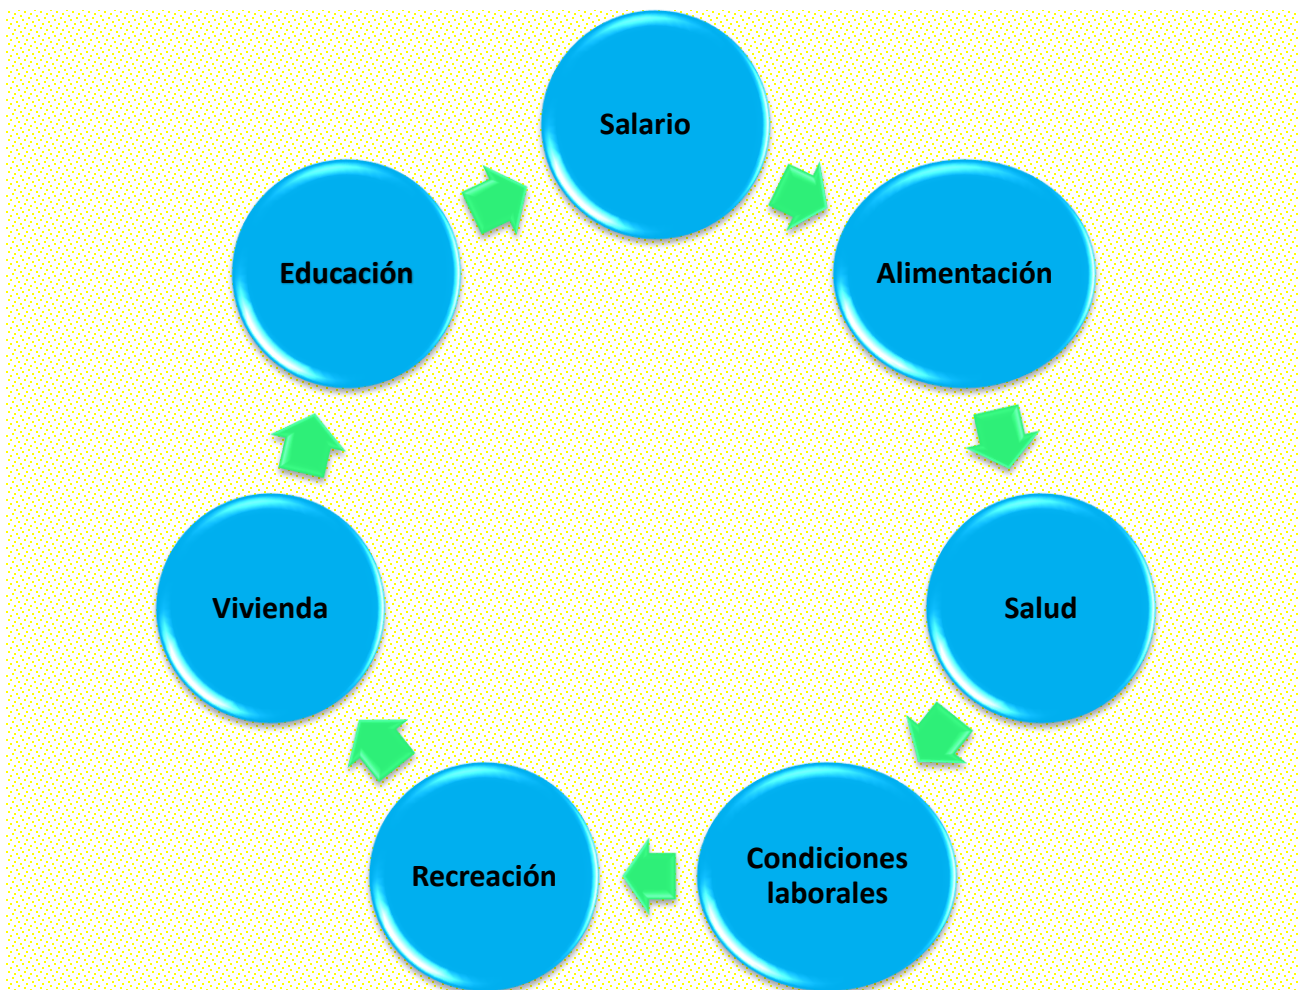 Salario
Alimentación
Salud
Condiciones
laborales
Recreación
Vivienda
Educación